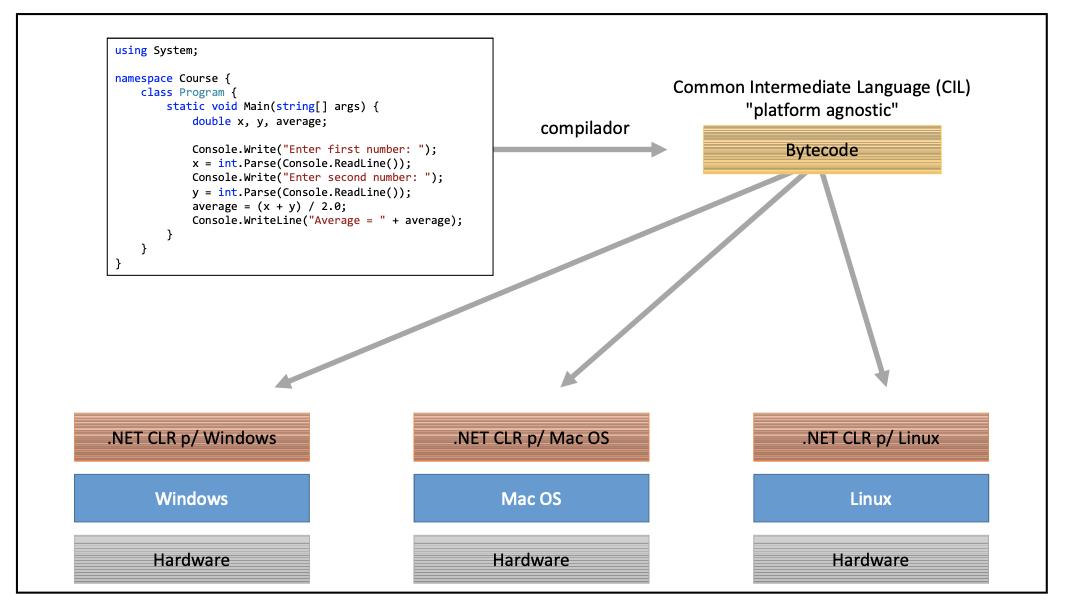 using System;
namespace Course {
    class Program {
        static void Main(string[] args) {
            double x, y, average;
            Console.Write("Enter first number: ");
            x = int.Parse(Console.ReadLine());
            Console.Write("Enter second number: ");
            y = int.Parse(Console.ReadLine());
            average = (x + y) / 2.0;
            Console.WriteLine("Average = " + average);
        }
    }
}
compilador
Common Intermediate Language (CIL)
"platform agnostic"
Bytecode
.NET CLR p/ Windows
.NET CLR p/ Mac OS
.NET CLR p/ Linux
Windows
Mac OS
Linux
Hardware
Hardware
Hardware